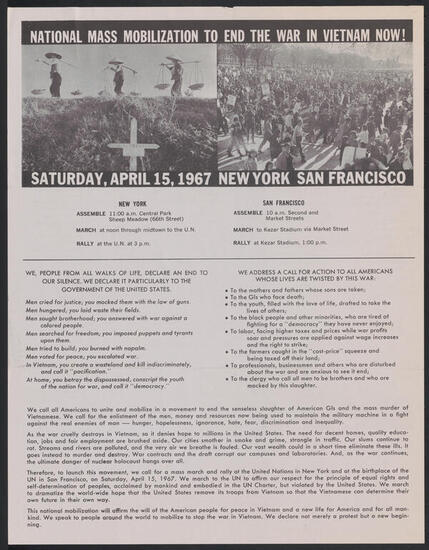 NATIONAL MASS MOBILIZATION TO END THE WAR IN VIETNAM NOW!
SATURDAY, APRIL 15, 1967 NEW YORK SAN FRANCISCO
NEW YORK
ASSEMBLE 11:00 a.m. Central Park
Sheep Meadow (66th Street)
MARCH at noon through midtown to the U.N.
RALLY at the U.N. at 3 p.m.
SAN FRANCISCO
ASSEMBLE 10 a.m. Second and
Market Streets
MARCH to Kezar Stadium via Market Street
RALLY at Kezar Stadium, 1:00 p.m.
WE, PEOPLE FROM ALL WALKS OF LIFE, DECLARE AN END TO
OUR SILENCE. WE DECLARE IT PARTICULARLY TO THE
GOVERNMENT OF THE UNITED STATES.
Men cried for justice; you mocked them with the law of guns.
Men hungered; you laid waste their fields.
Men sought brotherhood; you answered with war against a
colored people.
Men searched for freedom; you imposed puppets and tyrants
upon them.
Men tried to build; you burned with napalm.
Men voted for peace; you escalated war.
In Vietnam, you create a wasteland and kill indiscriminately,
and call it "pacification."
At home, you betray the dispossessed, conscript the youth
of the nation for war, and call it "democracy."
WE ADDRESS A CALL FOR ACTION TO ALL AMERICANS
WHOSE LIVES ARE TWISTED BY THIS WAR:
• To the mothers and fathers whose sons are taken;
• To the GIs who face death;
• To the youth, filled with the love of life, drafted to take the
lives of others;
• To the black people and other minorities, who are tired of
fighting for a "democracy" they have never enjoyed;
• To labor, facing higher taxes and prices while war profits
soar and pressures are applied against wage increases
and the right to strike;
• To the farmers caught in the "cost-price" squeeze and
being taxed off their land;
• To professionals, businessmen and others who are disturbed
about the war and are anxious to see it end;
• To the clergy who call all men to be brothers and who are
masked by this slaughter.
We call all Americans to unite and mobilize in a movement to end the senseless slaughter of American GIs and the mass murder of
Vietnamese. We call for the enlistment of the men, money and resources now being used to maintain the military machine in a fight
against the real enemies of man — hunger, hopelessness, ignorance, hate, fear, discrimination and inequality.
As the war cruelly destroys in Vietnam, so it denies hope to millions in the United States. The need for decent homes, quality educa-
tion, jobs and fair employment are brushed aside. Our cities smother in smoke and grime, strangle in traffic. Our slums continue to
rot. Streams and rivers are polluted, and the very air we breathe is fouled. Our vast wealth could in a short time eliminate these ills. It
goes instead to murder and destroy. War contracts and the draft corrupt our campuses and laboratories. And, as the war continues,
the ultimate danger of nuclear holocaust hangs over all.
Therefore, to launch this movement, we call for a mass march and rally at the United Nations in New York and at the birthplace of the
UN in San Francisco, on Saturday, April 15, 1967. We march to the UN to affirm our respect for the principle of equal rights and
self-determination of peoples, acclaimed by mankind and embodied in the UN Charter, but violated by the United States. We march
to dramatize the world-wide hope that the United States remove its troops from Vietnam so that the Vietnamese can determine their
own future in their own way.
This national mobilization will affirm the will of the American people for peace in Vietnam and a new life for America and for all man-
kind. We speak to people around the world to mobilize to stop the war in Vietnam. We declare not merely a protest but a new begin-
ning.